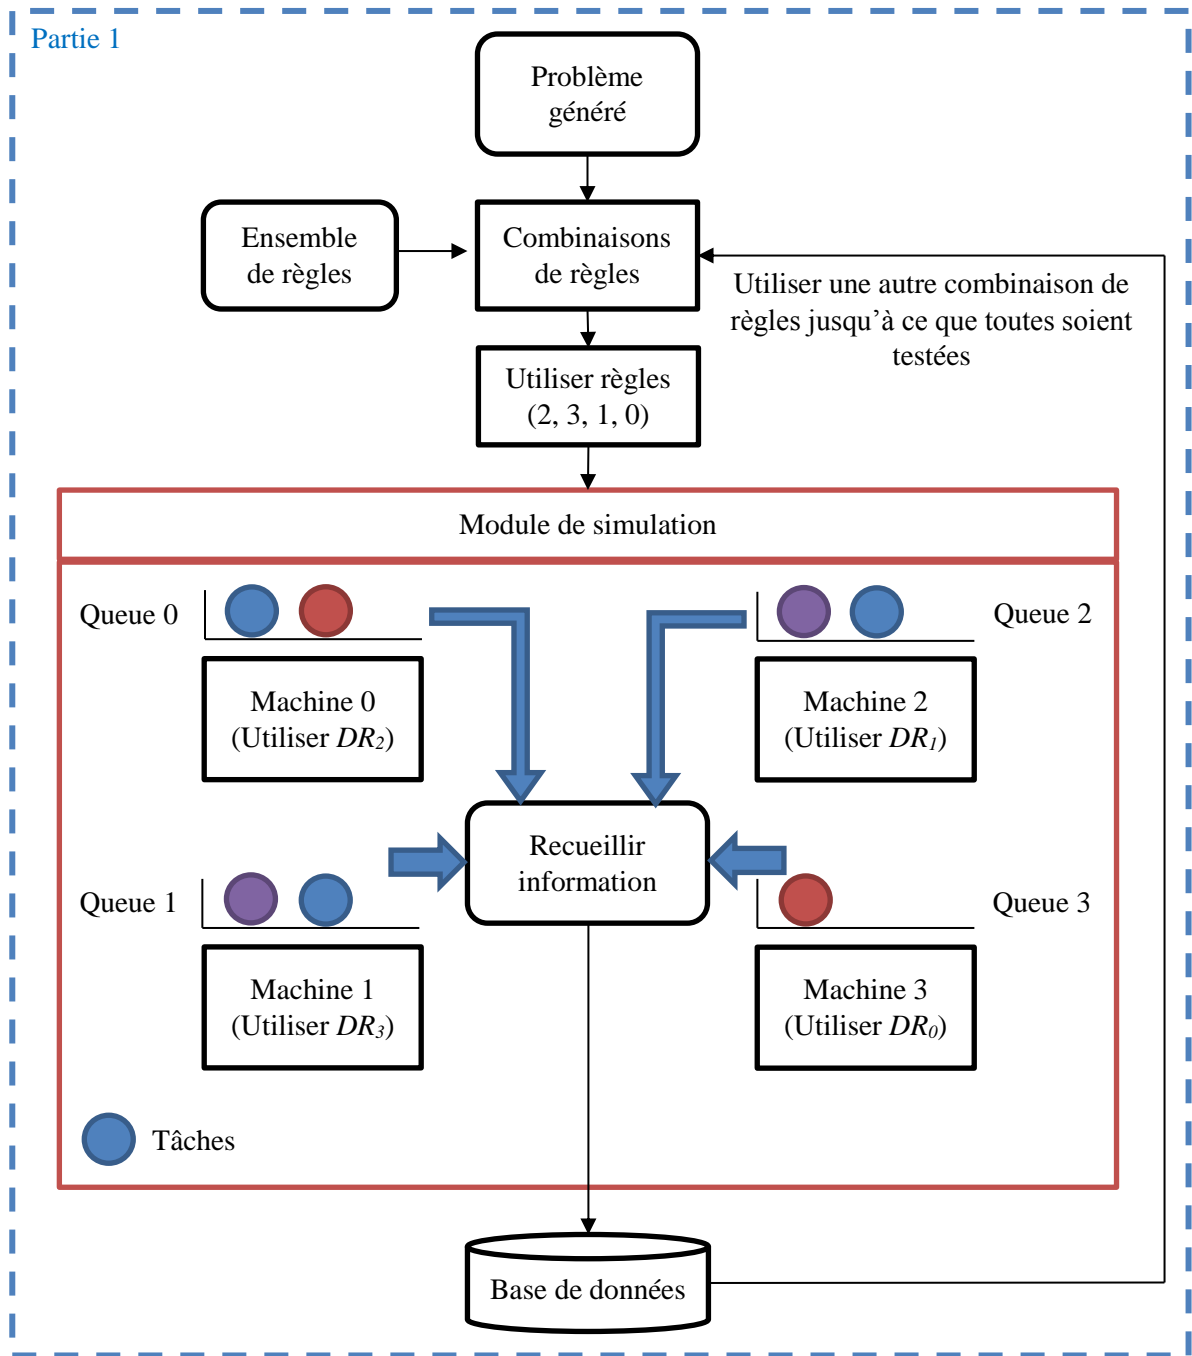 Partie 1
Problème
généré
Ensemble
de règles
Combinaisons
de règles
Utiliser une autre combinaison de
règles jusqu’à ce que toutes soient
testées
Utiliser règles
(2, 3, 1, 0)
Module de simulation
Queue 0
Queue 2
Machine 0
(Utiliser DR₂)
Machine 2
(Utiliser DR₁)
Recueillir
information
Queue 1
Queue 3
Machine 1
(Utiliser DR₃)
Machine 3
(Utiliser DR₀)
Tâches
Base de données